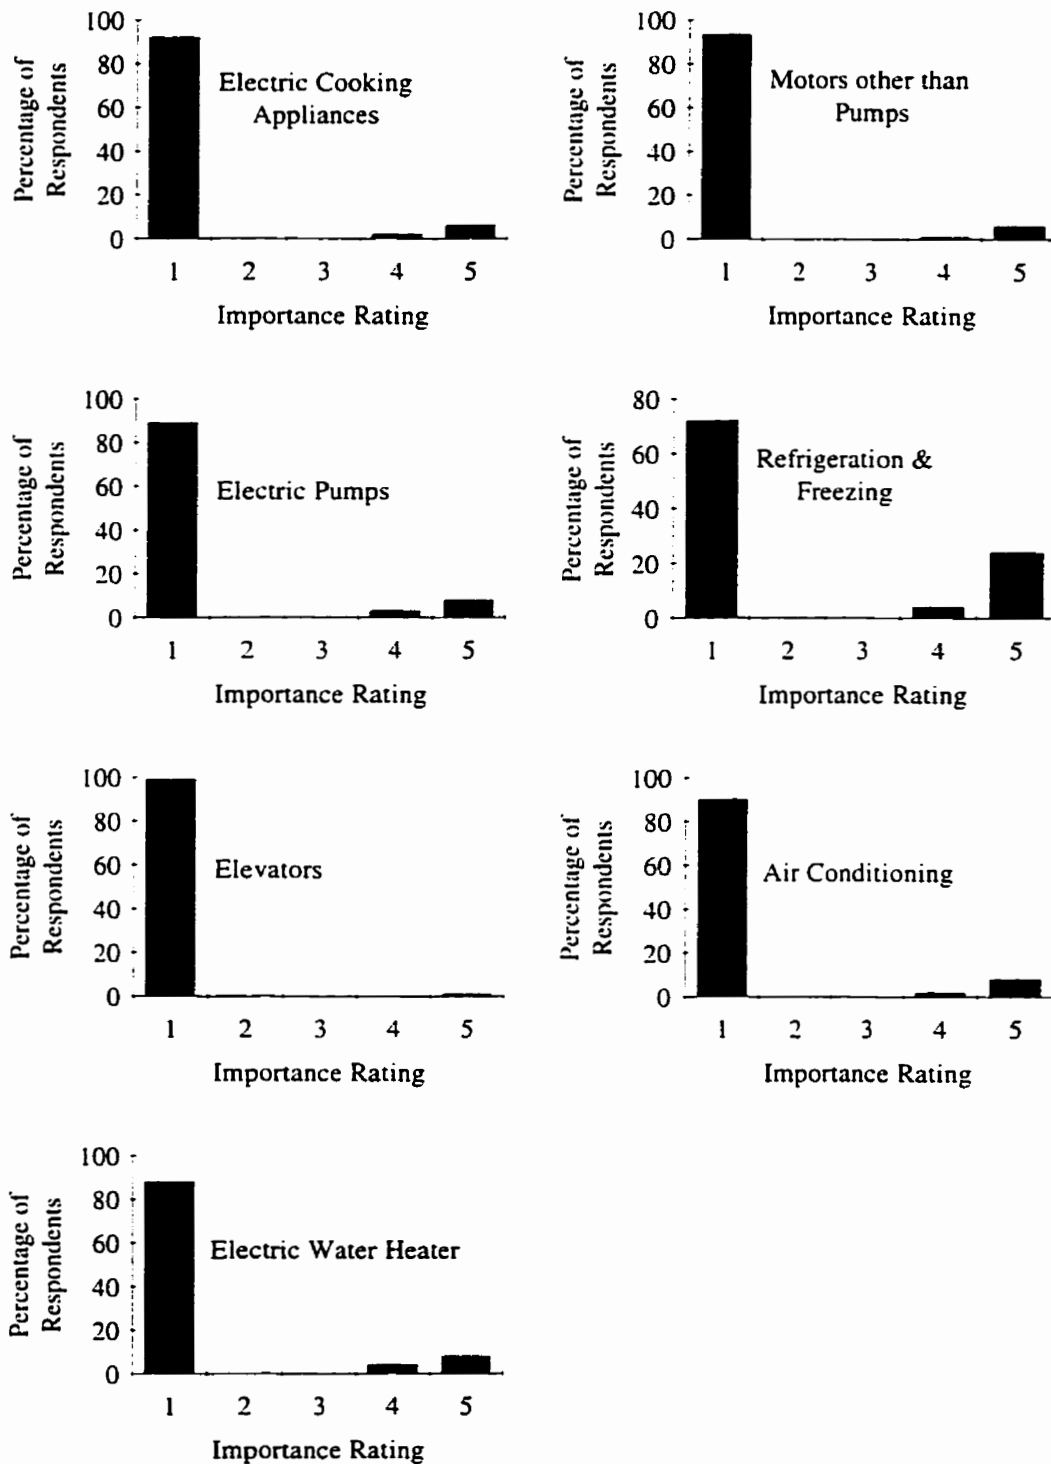 Percentage of
Respondents
100
80
60
40
20
0
Electric Cooking
Appliances
1 2 3 4 5
Importance Rating
Percentage of
Respondents
100
80
60
40
20
0
Motors other than
Pumps
1 2 3 4 5
Importance Rating
Percentage of
Respondents
100
80
60
40
20
0
Electric Pumps
1 2 3 4 5
Importance Rating
Percentage of
Respondents
80
60
40
20
0
Refrigeration &
Freezing
1 2 3 4 5
Importance Rating
Percentage of
Respondents
100
80
60
40
20
0
Elevators
1 2 3 4 5
Importance Rating
Percentage of
Respondents
100
80
60
40
20
0
Air Conditioning
1 2 3 4 5
Importance Rating
Percentage of
Respondents
100
80
60
40
20
0
Electric Water Heater
1 2 3 4 5
Importance Rating